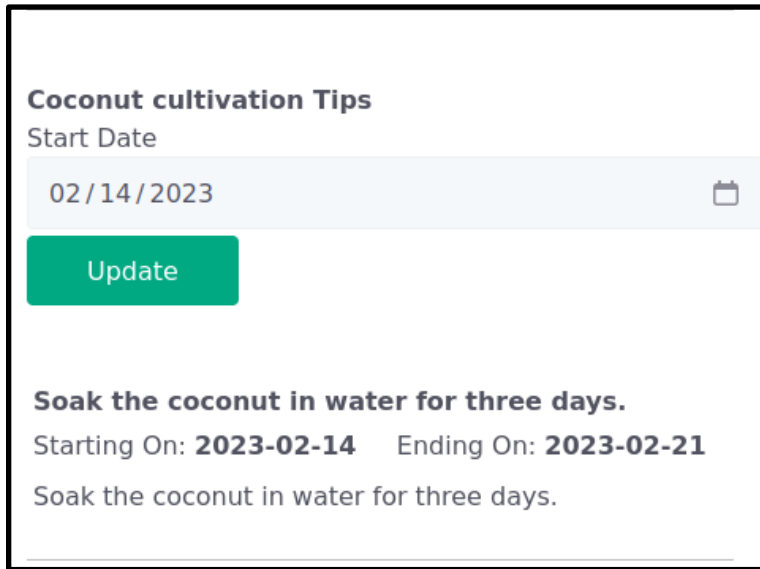 Coconut cultivation Tips
Start Date
02/14/2023
Update
Soak the coconut in water for three days.
Starting On: 2023-02-14 Ending On: 2023-02-21
Soak the coconut in water for three days.